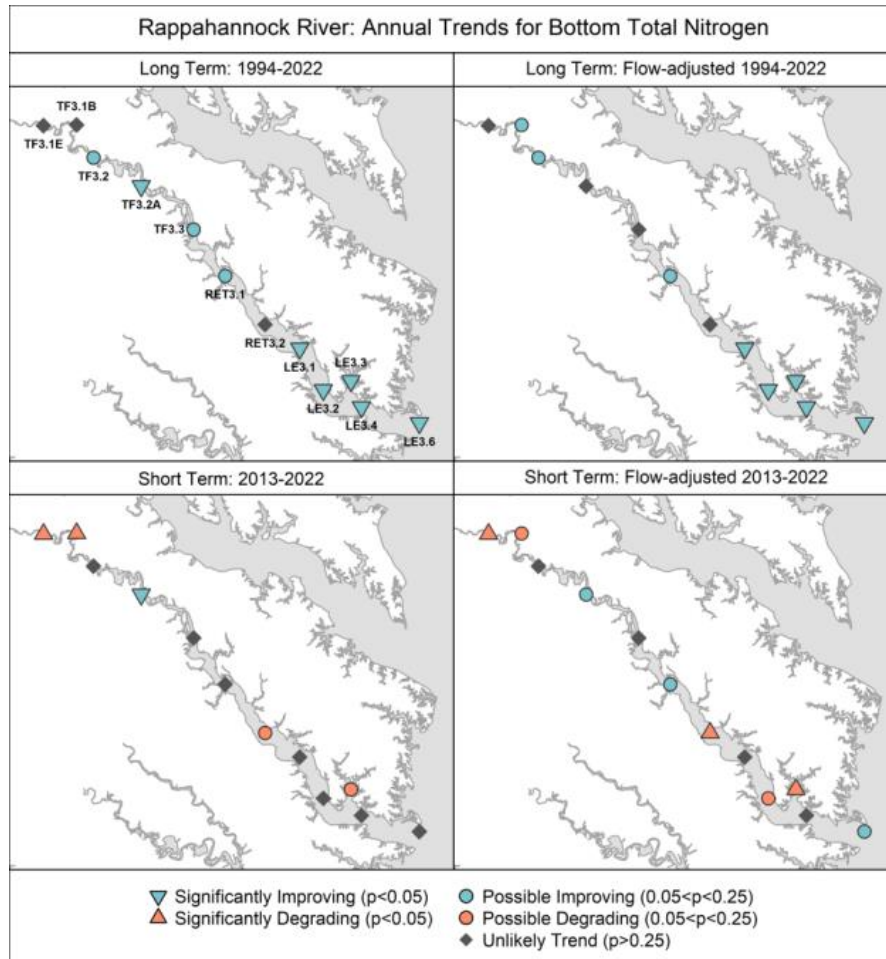 Rappahannock River: Annual Trends for Bottom Total Nitrogen
Long Term: 1994-2022
Long Term: Flow-adjusted 1994-2022
TF3.1B
TF3.1E
TF3.2
TF3.2A
TF3.3
RET3.1
RET3.2
LE3.1
LE3.3
LE3.2
LE3.4
LE3.6
Short Term: 2013-2022
Short Term: Flow-adjusted 2013-2022
Significantly Improving (p<0.05)
Possible Improving (0.05<p<0.25)
Significantly Degrading (p<0.05)
Possible Degrading (0.05<p<0.25)
Unlikely Trend (p>0.25)